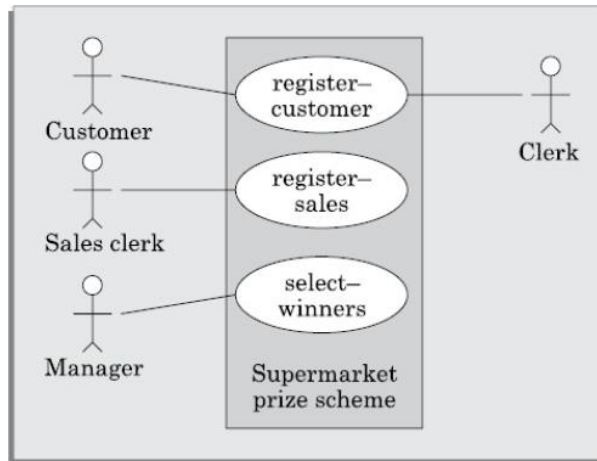 register–
customer
Customer
Clerk
register–
sales
Sales clerk
select–
winners
Manager
Supermarket
prize scheme